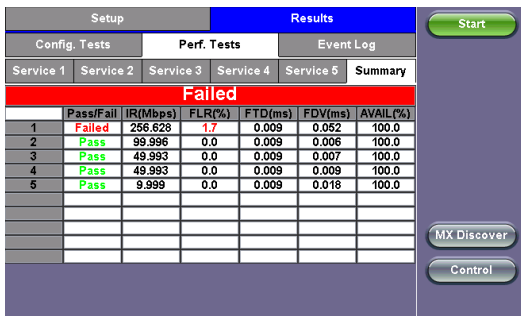 Setup Results Start
Config. Tests Perf. Tests Event Log
Service 1 Service 2 Service 3 Service 4 Service 5 Summary
Failed
Pass/Fail IR(Mbps) FLR(%) FTD(ms) FDV(ms) AVAIL(%)
1 Failed 256.628 1.7 0.009 0.052 100.0
2 Pass 99.996 0.0 0.009 0.006 100.0
3 Pass 49.993 0.0 0.009 0.007 100.0
4 Pass 49.993 0.0 0.009 0.009 100.0
5 Pass 9.999 0.0 0.009 0.018 100.0
MX Discover
Control